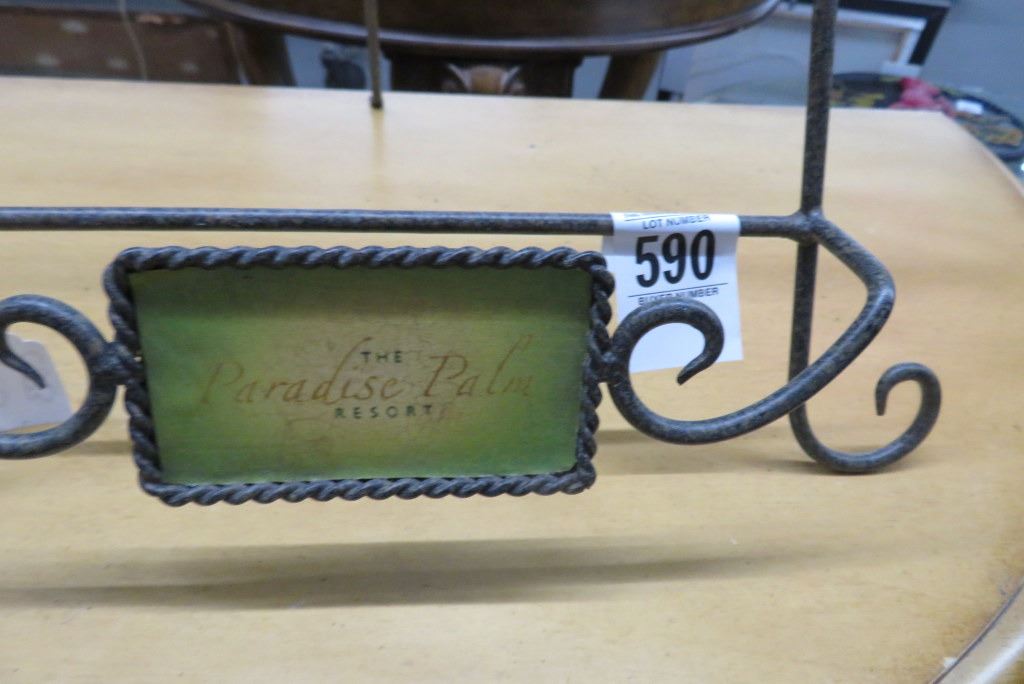 THE
Paradise Palm
RESORT
LOT NUMBER
590
BUYER NUMBER